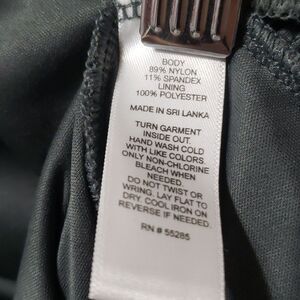 BODY
89% NYLON
11% SPANDEX
LINING
100% POLYESTER
MADE IN SRI LANKA
TURN GARMENT
INSIDE OUT.
HAND WASH COLD
WITH LIKE COLORS.
ONLY NON-CHLORINE
BLEACH WHEN
NEEDED.
DO NOT TWIST OR
WRING. LAY FLAT TO
DRY. COOL IRON ON
REVERSE IF NEEDED.
RN # 55285